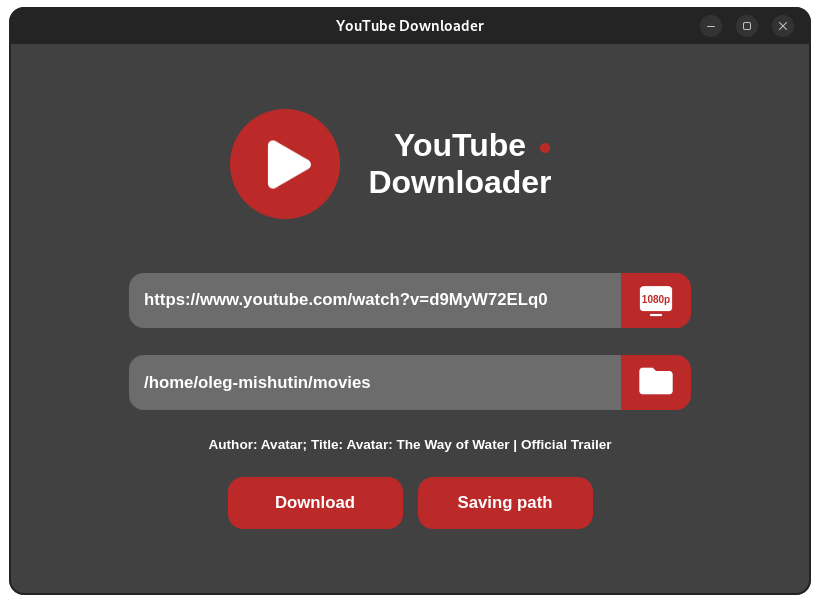 YouTube Downloader
YouTube
Downloader
https://www.youtube.com/watch?v=d9MyW72ELq0
1080p
/home/oleg-mishutin/movies
Author: Avatar; Title: Avatar: The Way of Water | Official Trailer
Download
Saving path